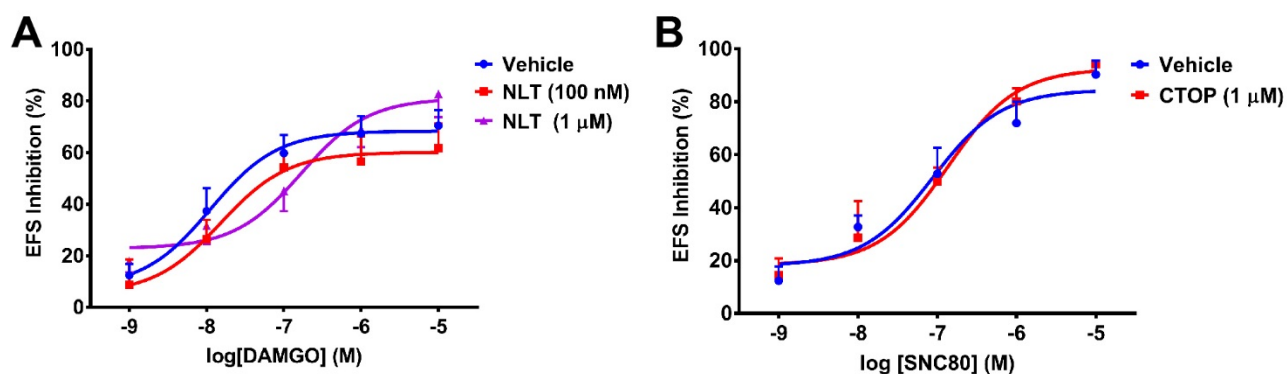 A
EFS Inhibition (%)
100
80
60
40
20
0
-9 -8 -7 -6 -5
log[DAMGO] (M)
Vehicle
NLT (100 nM)
NLT (1 μM)
B
EFS Inhibition (%)
100
80
60
40
20
0
-9 -8 -7 -6 -5
log [SNC80] (M)
Vehicle
CTOP (1 μM)